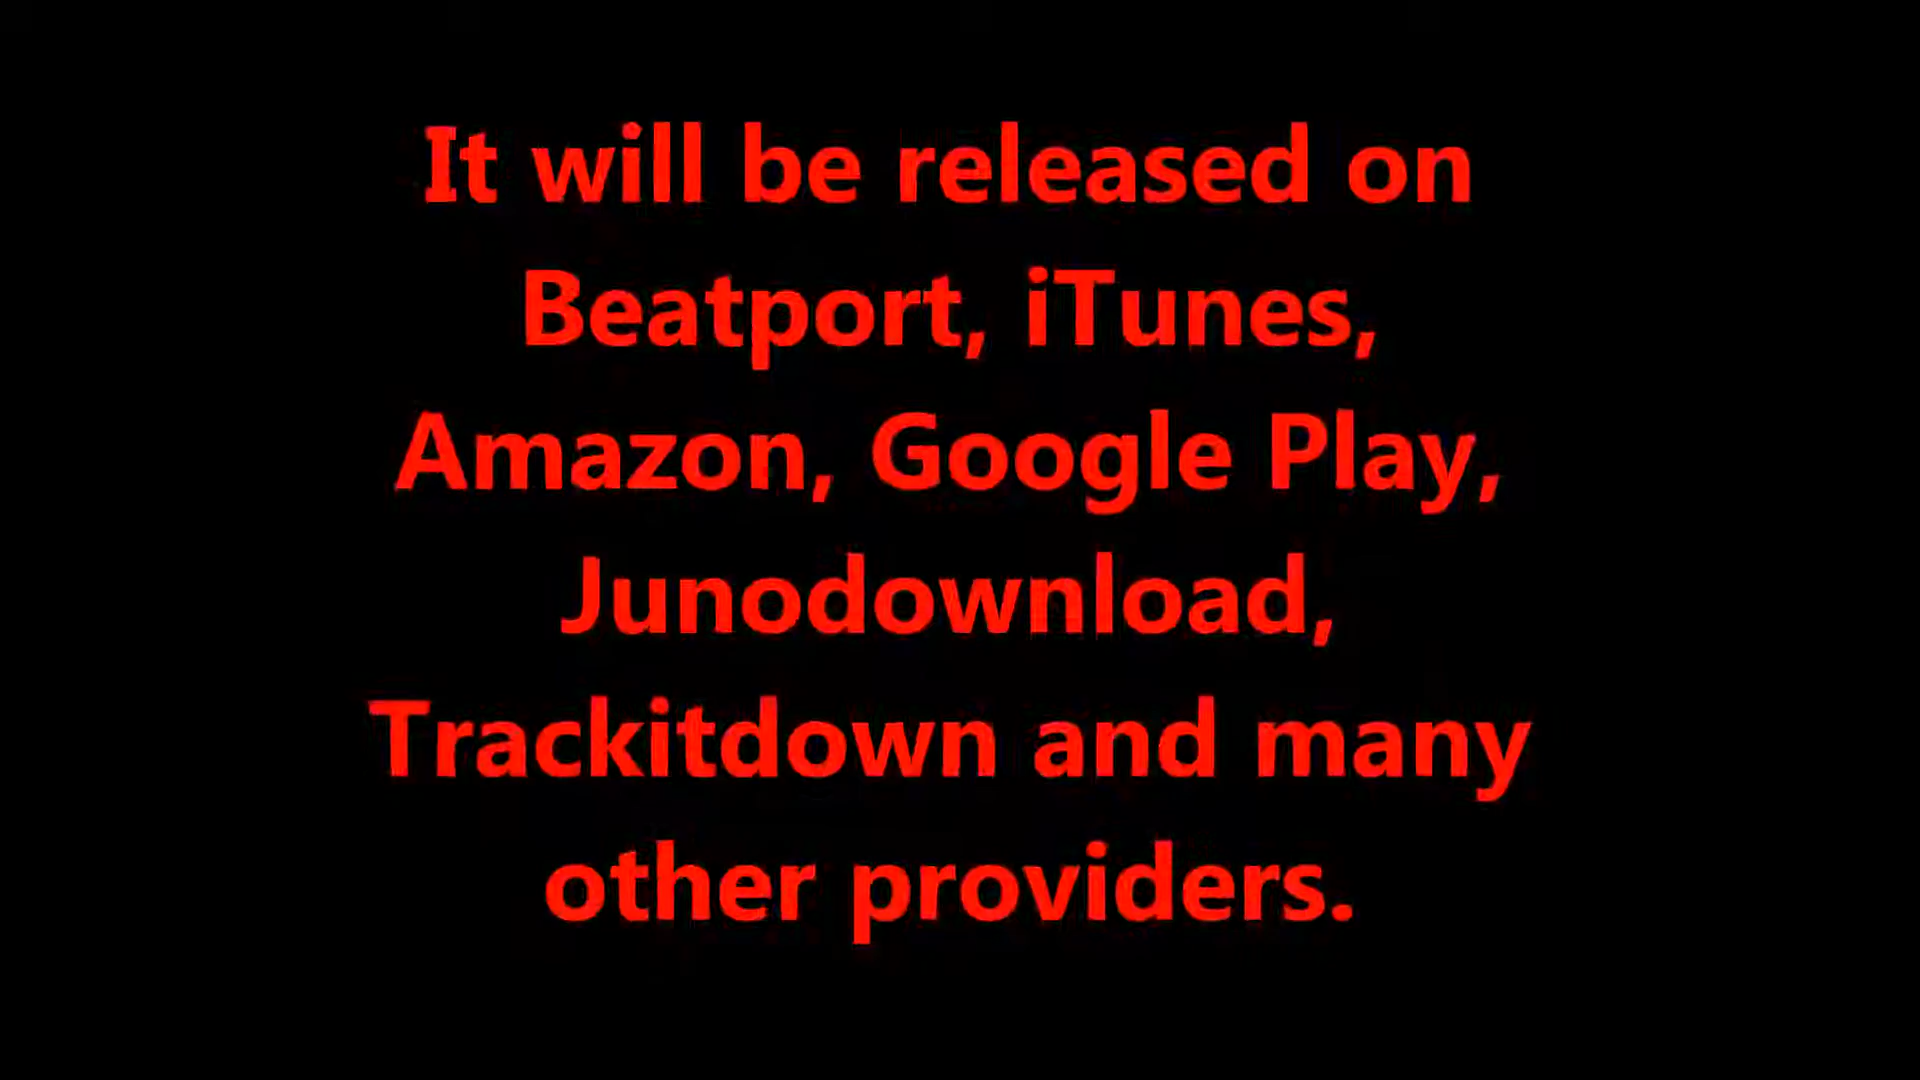 It will be released on
Beatport, iTunes,
Amazon, Google Play,
Junodownload,
Trackitdown and many
other providers.